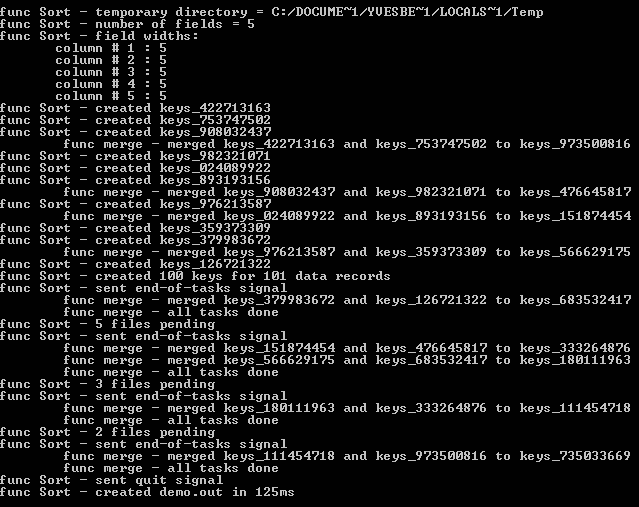 func Sort - temporary directory = C:/DOCUME~1/YVESBE~1/LOCALS~1/Temp
func Sort - number of fields = 5
func Sort - field widths:
column # 1 : 5
column # 2 : 5
column # 3 : 5
column # 4 : 5
column # 5 : 5
func Sort - created keys_422713163
func Sort - created keys_753747502
func Sort - created keys_908032437
func merge - merged keys_422713163 and keys_753747502 to keys_973500816
func Sort - created keys_982321071
func Sort - created keys_024089922
func Sort - created keys_893193156
func merge - merged keys_908032437 and keys_982321071 to keys_476645817
func Sort - created keys_976213587
func merge - merged keys_024089922 and keys_893193156 to keys_151874454
func Sort - created keys_359373309
func Sort - created keys_379983672
func merge - merged keys_976213587 and keys_359373309 to keys_566629175
func Sort - created keys_126721322
func Sort - created 100 keys for 101 data records
func Sort - sent end-of-tasks signal
func merge - merged keys_379983672 and keys_126721322 to keys_683532417
func merge - all tasks done
func Sort - 5 files pending
func Sort - sent end-of-tasks signal
func merge - merged keys_151874454 and keys_476645817 to keys_333264876
func merge - merged keys_566629175 and keys_683532417 to keys_180111963
func merge - all tasks done
func Sort - 3 files pending
func Sort - sent end-of-tasks signal
func merge - merged keys_180111963 and keys_333264876 to keys_111454718
func merge - all tasks done
func Sort - 2 files pending
func Sort - sent end-of-tasks signal
func merge - merged keys_111454718 and keys_973500816 to keys_735033669
func merge - all tasks done
func Sort - sent quit signal
func Sort - created demo.out in 125ms